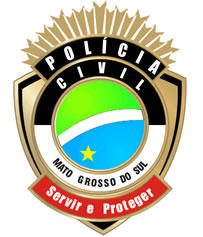 POLÍCIA
CIVIL
MATO GROSSO DO SUL
Servir e Proteger